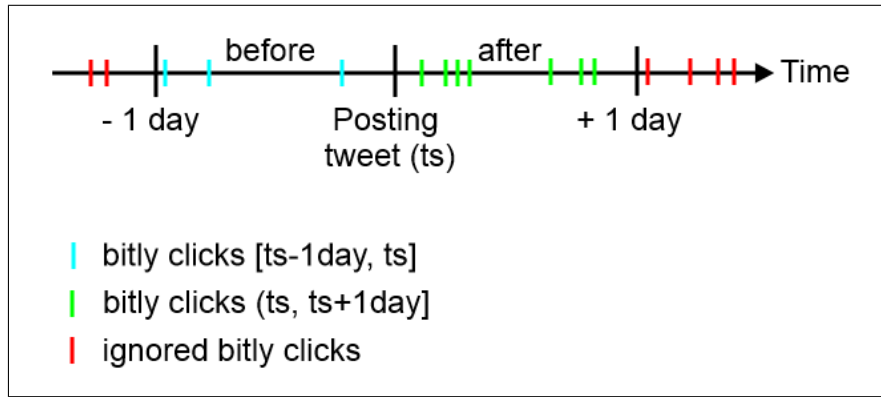 before
after
Time
- 1 day
Posting
tweet (ts)
+ 1 day
bitly clicks [ts-1day, ts]
bitly clicks (ts, ts+1day]
ignored bitly clicks